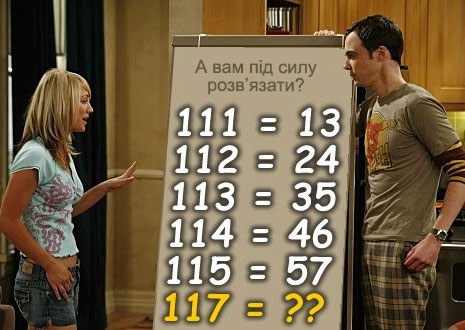 А вам під силу
розв'язати?
111 = 13
112 = 24
113 = 35
114 = 46
115 = 57
117 = ??